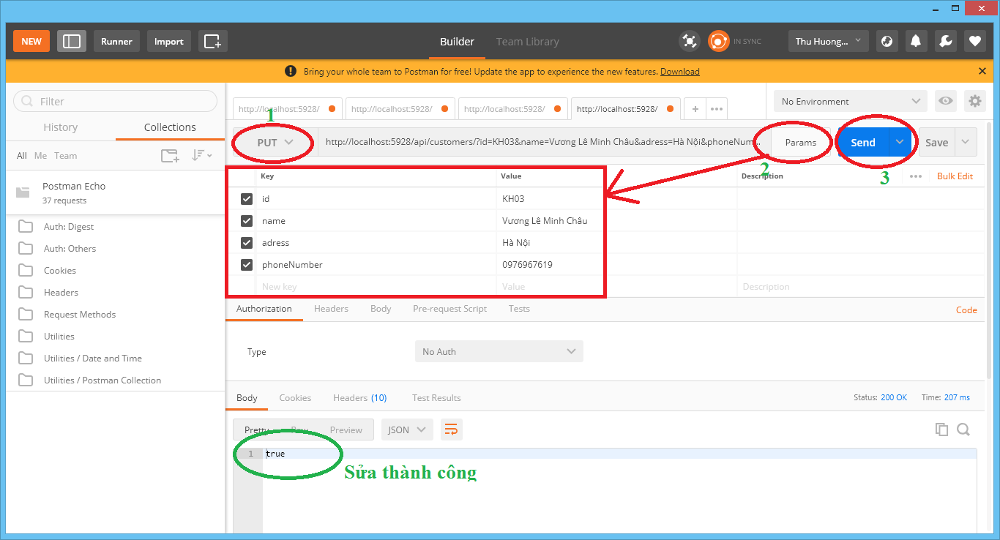 NEW
Runner
Import
Builder
Team Library
IN SYNC
Thu Huong...
Bring your whole team to Postman for free! Update the app to experience the new features. Download
Filter
History
Collections
All Me Team
Postman Echo
37 requests
Auth: Digest
Auth: Others
Cookies
Headers
Request Methods
Utilities
Utilities / Date and Time
Utilities / Postman Collection
http://localhost:5928/
http://localhost:5928/
http://localhost:5928/
http://localhost:5928/
No Environment
1
PUT
http://localhost:5928/api/customers/?id=KH03&name=Vương Lê Minh Châu&adress=Hà Nội&phoneNum...
Params
Send
Save
2
3
Key Value Description
Bulk Edit
id KH03
name Vương Lê Minh Châu
adress Hà Nội
phoneNumber 0976967619
New key Value Description
Authorization Headers Body Pre-request Script Tests
Code
Type
No Auth
Body Cookies Headers (10) Test Results
Status: 200 OK Time: 207 ms
Pretty Raw Preview
JSON
1 true
Sửa thành công